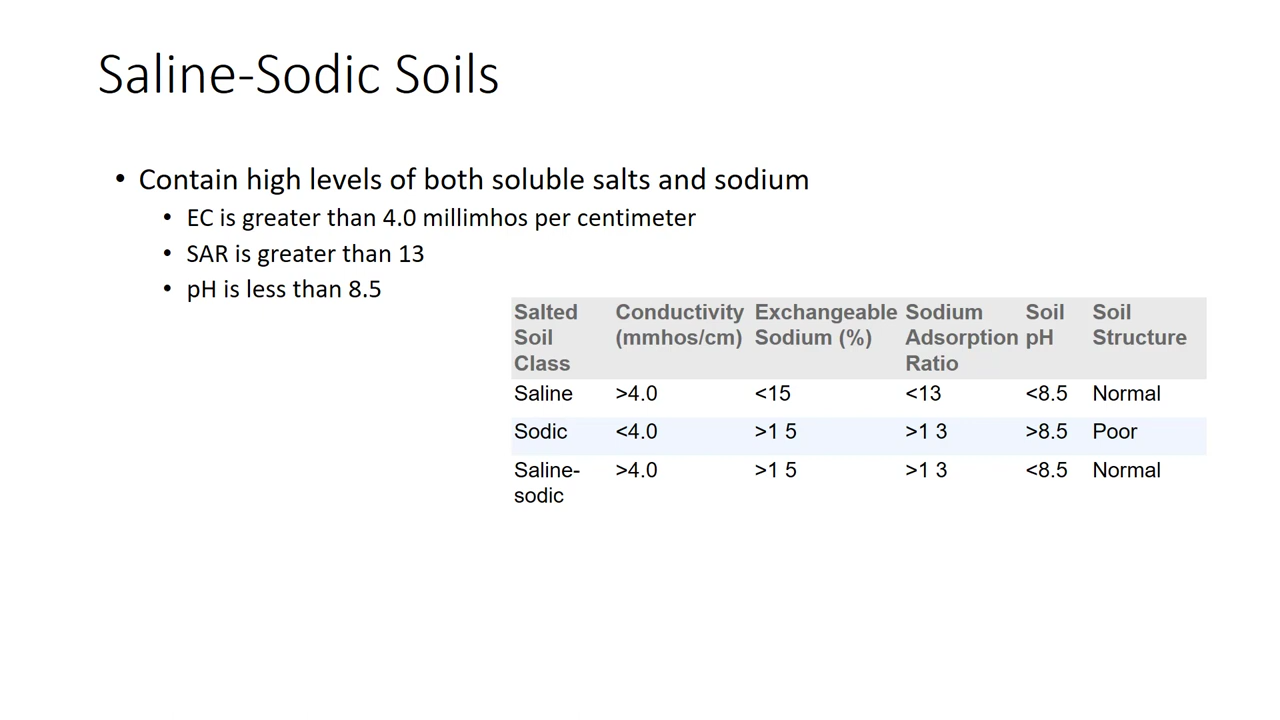 Saline-Sodic Soils
• Contain high levels of both soluble salts and sodium
• EC is greater than 4.0 millimhos per centimeter
• SAR is greater than 13
• pH is less than 8.5
Salted Soil Class Conductivity (mmhos/cm) Exchangeable Sodium (%) Sodium Adsorption Ratio Soil pH Soil Structure
Saline >4.0 <15 <13 <8.5 Normal
Sodic <4.0 >1 5 >1 3 >8.5 Poor
Saline-sodic >4.0 >1 5 >1 3 <8.5 Normal